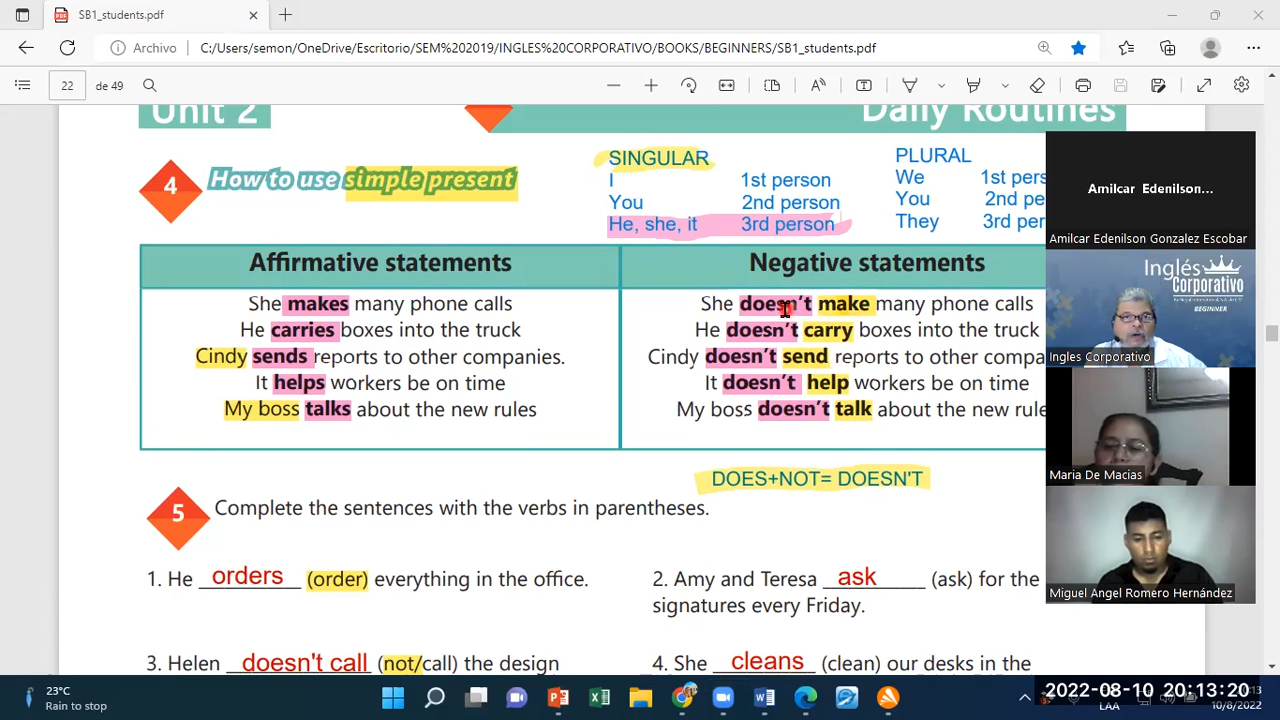 SB1_students.pdf
Archivo
C:/Users/semon/OneDrive/Escritorio/SEM%202019/INGLES%20CORPORATIVO/BOOKS/BEGINNERS/SB1_students.pdf
22 de 49
Unit 2
Daily Routines
4 How to use simple present
SINGULAR
I 1st person
You 2nd person
He, she, it 3rd person
PLURAL
We 1st pers
You 2nd pe
They 3rd per
Affirmative statements
She makes many phone calls
He carries boxes into the truck
Cindy sends reports to other companies.
It helps workers be on time
My boss talks about the new rules
Negative statements
She doesn't make many phone calls
He doesn't carry boxes into the truck
Cindy doesn't send reports to other compa
It doesn't help workers be on time
My boss doesn't talk about the new rule
DOES+NOT= DOESN'T
5 Complete the sentences with the verbs in parentheses.
1. He orders (order) everything in the office.
2. Amy and Teresa ask (ask) for the
signatures every Friday.
3. Helen doesn't call (not/call) the design
4. She cleans (clean) our desks in the
Amilcar Edenilson...
Amilcar Edenilson Gonzalez Escobar
Inglés
Corporativo
BEGINNER
Ingles Corporativo
Maria De Macias
Miguel Angel Romero Hernández
23°C
Rain to stop
LAA
2022-08-10 20:13:20
10/8/2022